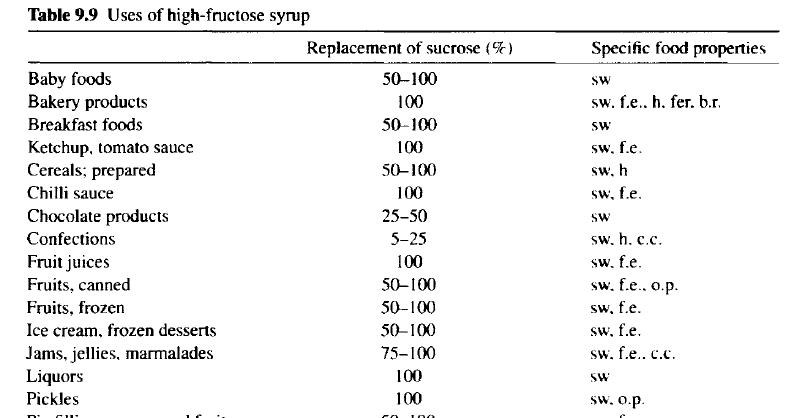 Table 9.9 Uses of high-fructose syrup
Replacement of sucrose (%) Specific food properties
Baby foods 50–100 sw
Bakery products 100 sw, f.e., h, fer, b.r.
Breakfast foods 50–100 sw
Ketchup, tomato sauce 100 sw, f.e.
Cereals; prepared 50–100 sw, h
Chilli sauce 100 sw, f.e.
Chocolate products 25–50 sw
Confections 5–25 sw, h, c.c.
Fruit juices 100 sw, f.e.
Fruits, canned 50–100 sw, f.e., o.p.
Fruits, frozen 50–100 sw, f.e.
Ice cream, frozen desserts 50–100 sw, f.e.
Jams, jellies, marmalades 75–100 sw, f.e., c.c.
Liquors 100 sw
Pickles 100 sw, o.p.